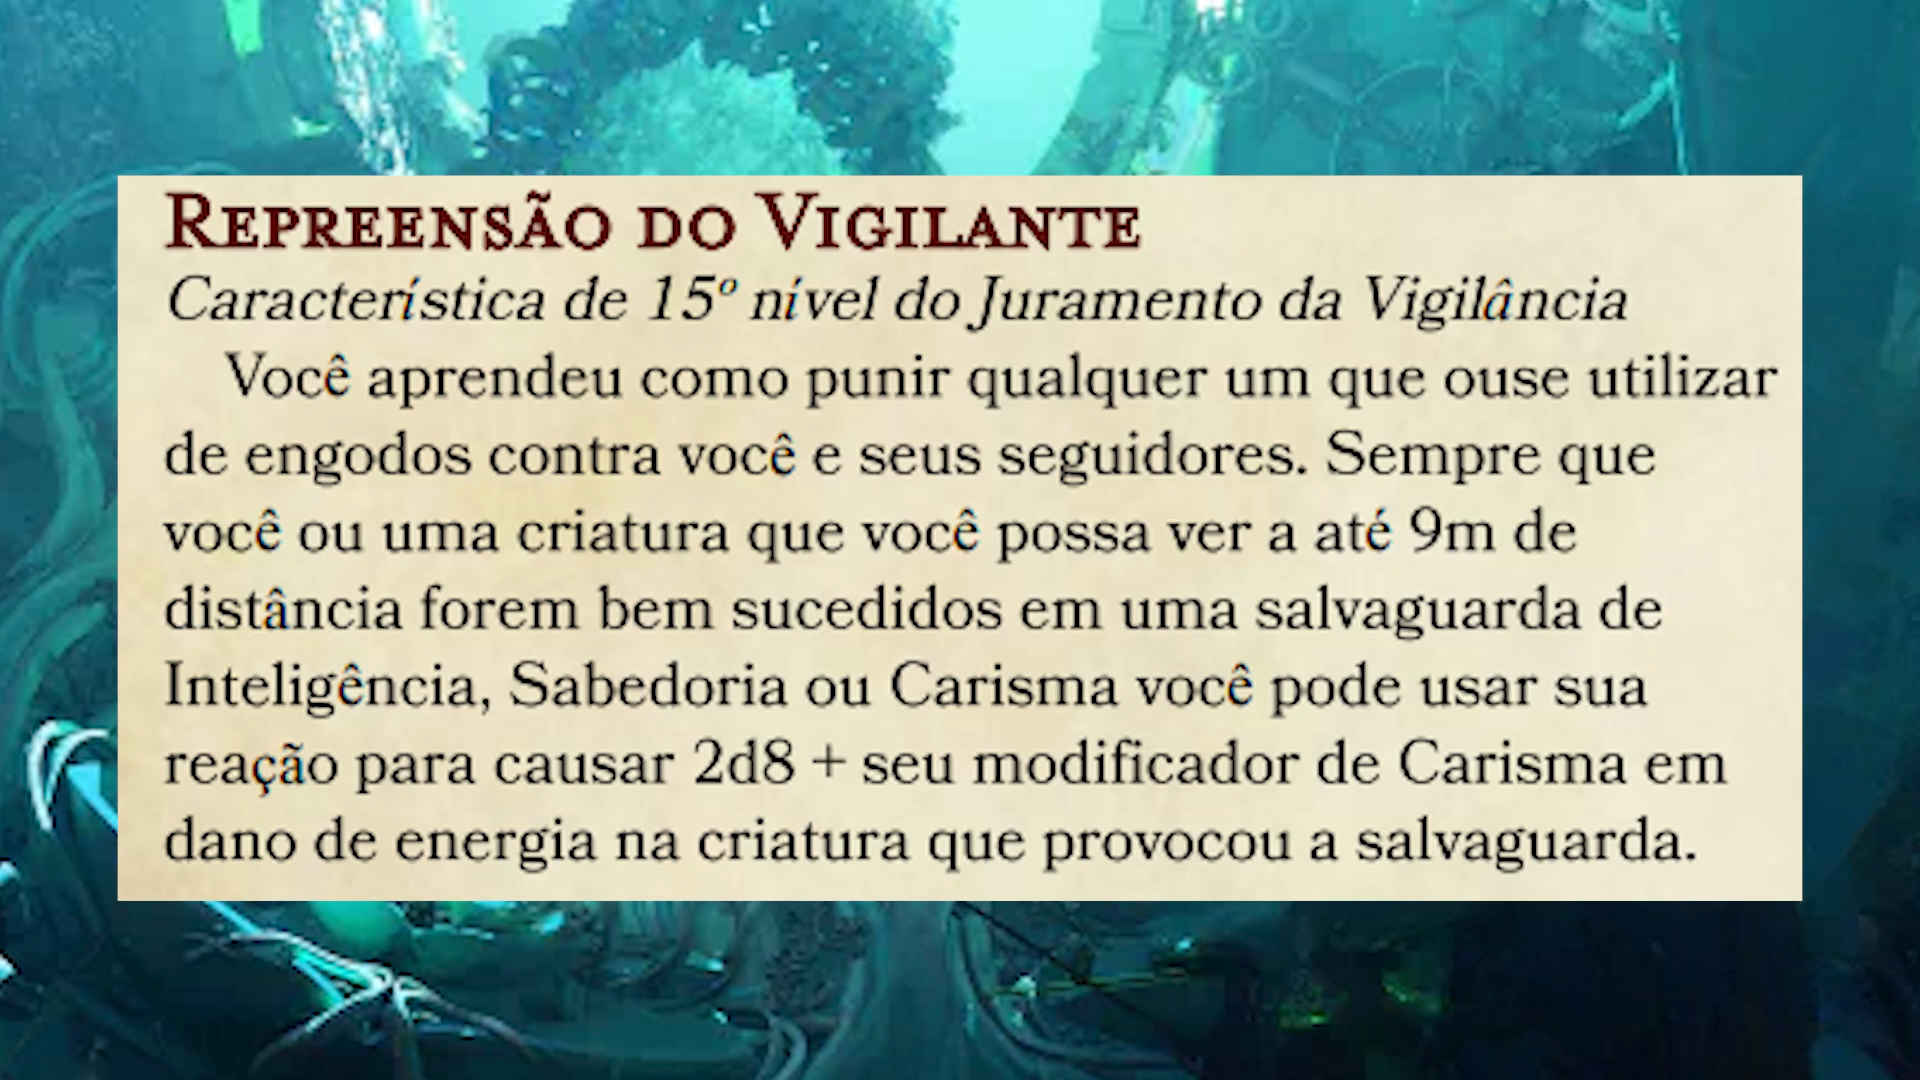 Repreensão do Vigilante
Característica de 15º nível do Juramento da Vigilância
Você aprendeu como punir qualquer um que ouse utilizar
de engodos contra você e seus seguidores. Sempre que
você ou uma criatura que você possa ver a até 9m de
distância forem bem sucedidos em uma salvaguarda de
Inteligência, Sabedoria ou Carisma você pode usar sua
reação para causar 2d8 + seu modificador de Carisma em
dano de energia na criatura que provocou a salvaguarda.